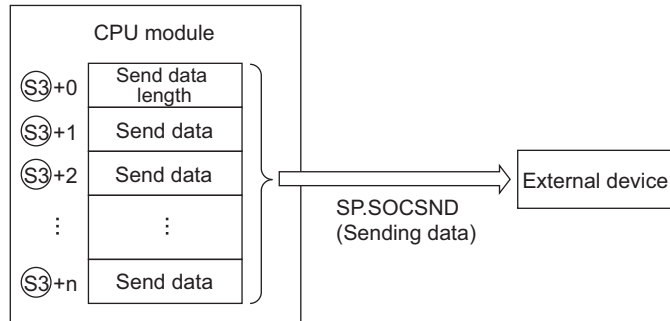 CPU module
S3+0 Send data length
S3+1 Send data
S3+2 Send data
⋮ ⋮
S3+n Send data
SP.SOCSND
(Sending data)
External device